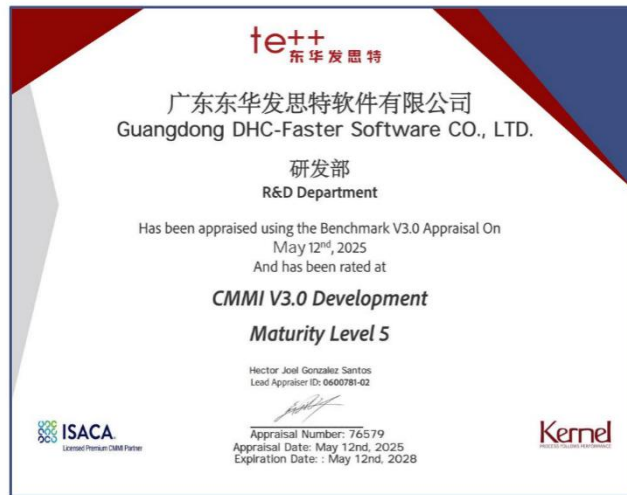 te++
东华发思特
广东东华发思特软件有限公司
Guangdong DHC-Faster Software CO., LTD.
研发部
R&D Department
Has been appraised using the Benchmark V3.0 Appraisal On
May 12nd, 2025
And has been rated at
CMMI V3.0 Development
Maturity Level 5
Hector Joel Gonzalez Santos
Lead Appraiser ID: 0600781-02
Appraisal Number: 76579
Appraisal Date: May 12nd, 2025
Expiration Date: : May 12nd, 2028
ISACA.
Licensed Premium CMMI Partner
Kernel
PROCESS FOLLOWS PERFORMANCE